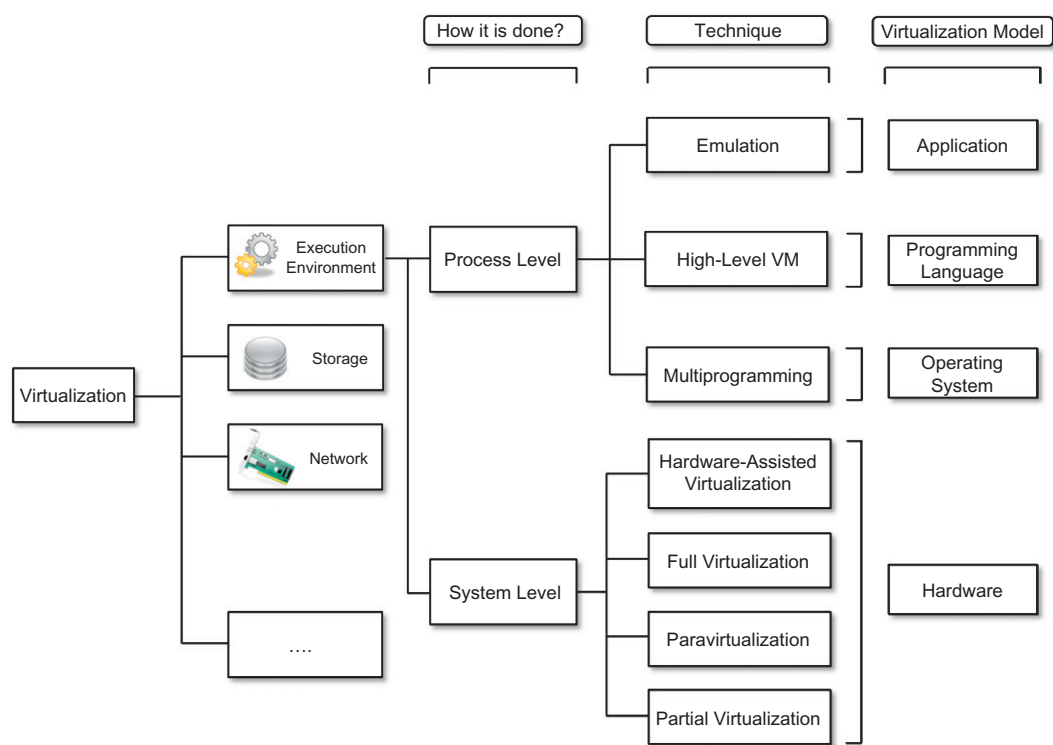 How it is done?
Technique
Virtualization Model
Emulation
Application
Execution
Environment
Process Level
High-Level VM
Programming
Language
Storage
Multiprogramming
Operating
System
Virtualization
Network
Hardware-Assisted
Virtualization
Full Virtualization
System Level
Hardware
Paravirtualization
....
Partial Virtualization